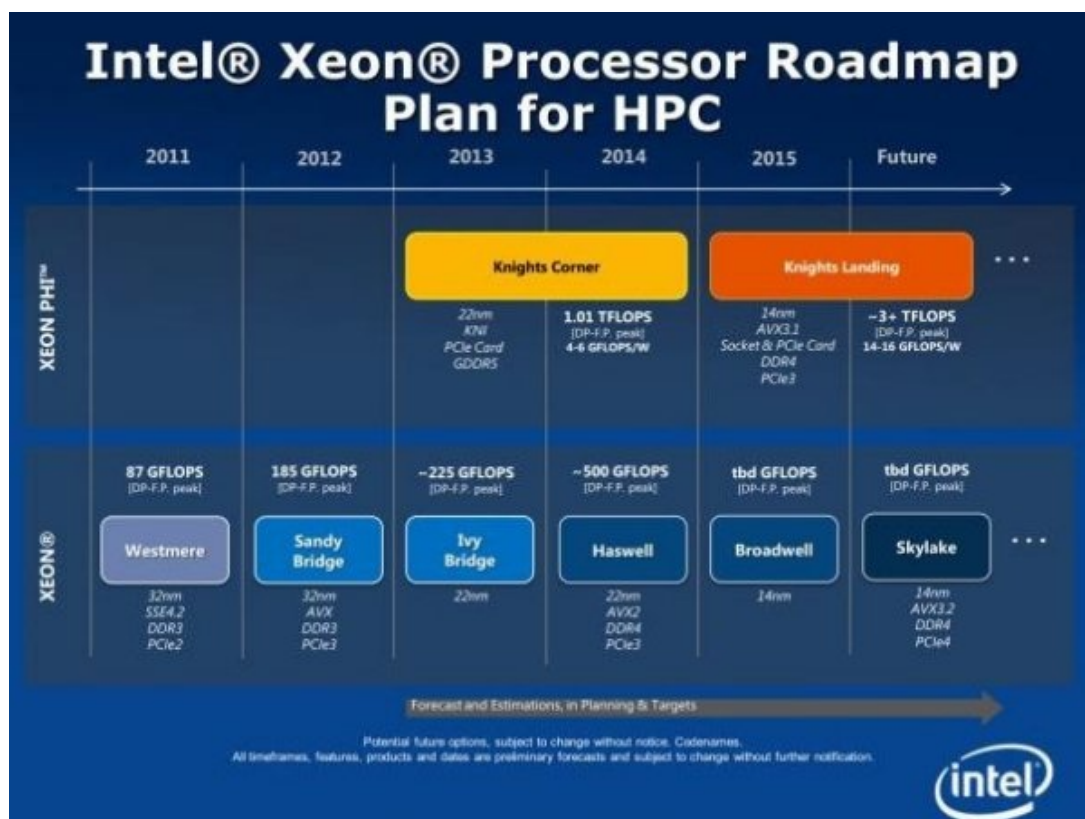 Intel® Xeon® Processor Roadmap
Plan for HPC
2011 2012 2013 2014 2015 Future
XEON PHI™
Knights Corner
Knights Landing
...
22nm
KNI
PCIe Card
GDDR5
1.01 TFLOPS
[DP-F.P. peak]
4-6 GFLOPS/W
14nm
AVX3.1
Socket & PCIe Card
DDR4
PCIe3
~3+ TFLOPS
[DP-F.P. peak]
14-16 GFLOPS/W
XEON®
87 GFLOPS
[DP-F.P. peak]
Westmere
32nm
SSE4.2
DDR3
PCIe2
185 GFLOPS
[DP-F.P. peak]
Sandy
Bridge
32nm
AVX
DDR3
PCIe3
~225 GFLOPS
[DP-F.P. peak]
Ivy
Bridge
22nm
~500 GFLOPS
[DP-F.P. peak]
Haswell
22nm
AVX2
DDR4
PCIe3
tbd GFLOPS
[DP-F.P. peak]
Broadwell
14nm
tbd GFLOPS
[DP-F.P. peak]
Skylake
14nm
AVX3.2
DDR4
PCIe4
...
Forecast and Estimations, in Planning & Targets
Potential future options, subject to change without notice. Codenames.
All timeframes, features, products and dates are preliminary forecasts and subject to change without further notification.
intel